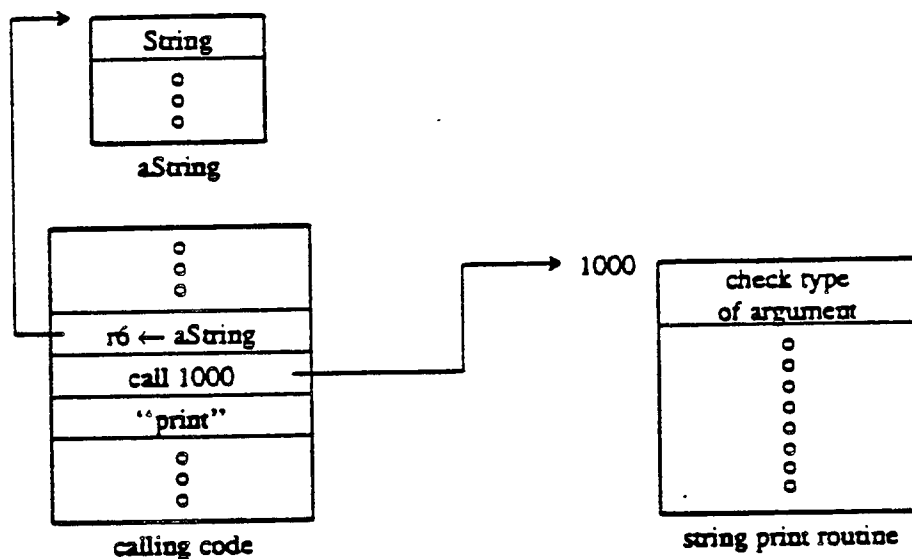 String
aString
r6 ← aString
call 1000
“print”
calling code
1000
check type
of argument
string print routine